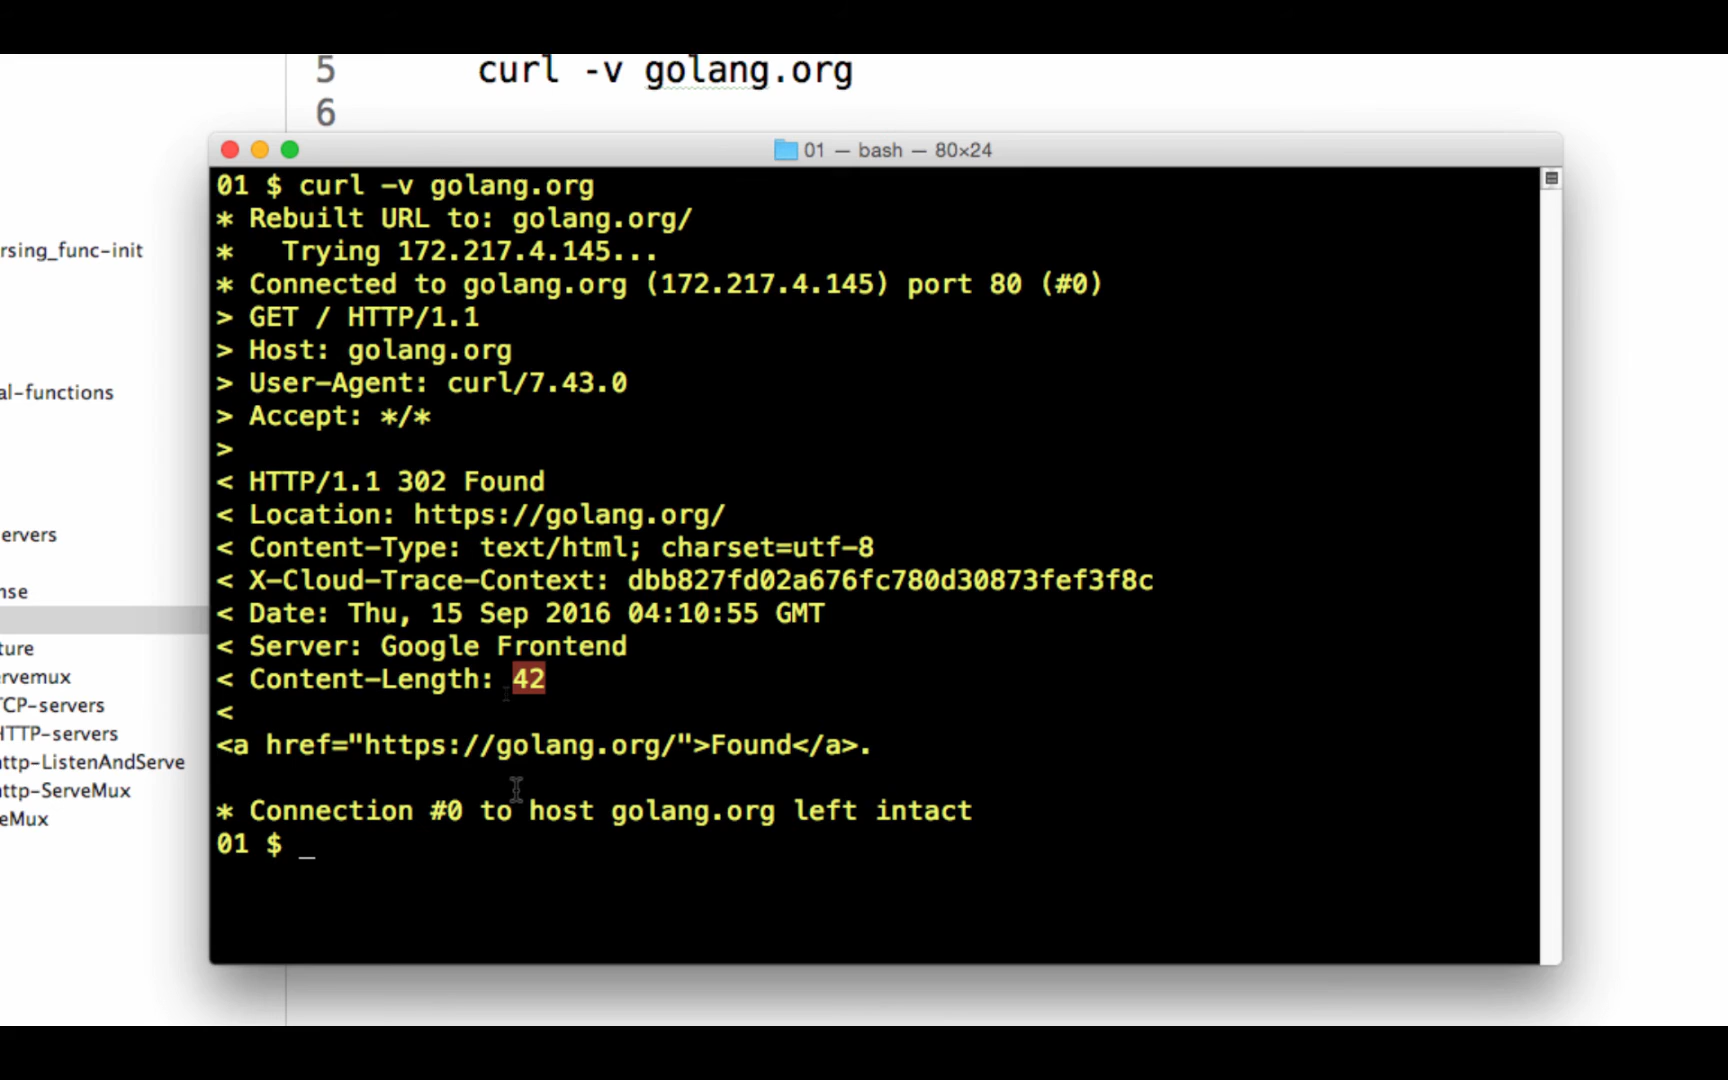 5 curl -v golang.org
6
01 — bash — 80×24
01 $ curl -v golang.org
* Rebuilt URL to: golang.org/
*   Trying 172.217.4.145...
* Connected to golang.org (172.217.4.145) port 80 (#0)
> GET / HTTP/1.1
> Host: golang.org
> User-Agent: curl/7.43.0
> Accept: */*
>
< HTTP/1.1 302 Found
< Location: https://golang.org/
< Content-Type: text/html; charset=utf-8
< X-Cloud-Trace-Context: dbb827fd02a676fc780d30873fef3f8c
< Date: Thu, 15 Sep 2016 04:10:55 GMT
< Server: Google Frontend
< Content-Length: 42
<
<a href="https://golang.org/">Found</a>.
* Connection #0 to host golang.org left intact
01 $ _
rsing_func-init
al-functions
ervers
nse
ture
rvemux
TCP-servers
HTTP-servers
ttp-ListenAndServe
ttp-ServeMux
eMux